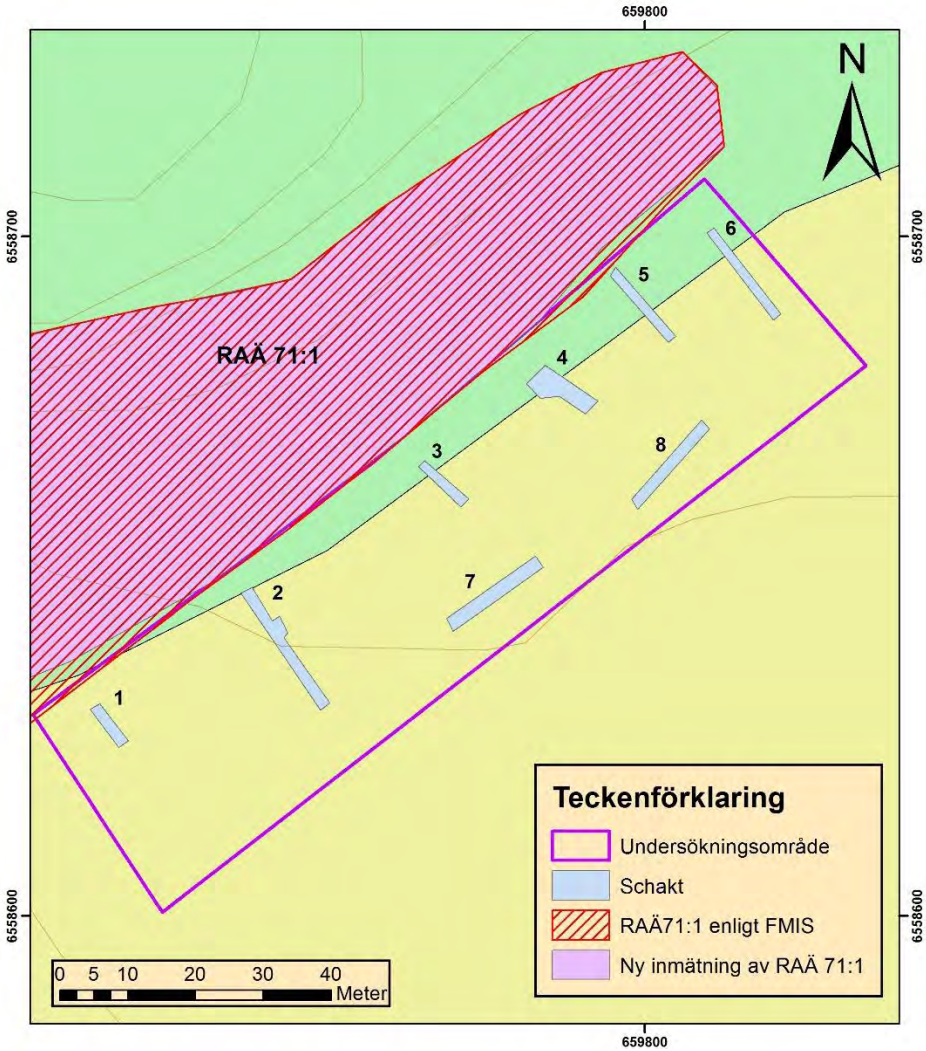 659800
N
6558700
6558700
6
5
RAÄ 71:1
4
3
8
7
2
1
Teckenförklaring
Undersökningsområde
Schakt
RAÄ71:1 enligt FMIS
Ny inmätning av RAÄ 71:1
6558600
6558600
0 5 10 20 30 40
Meter
659800